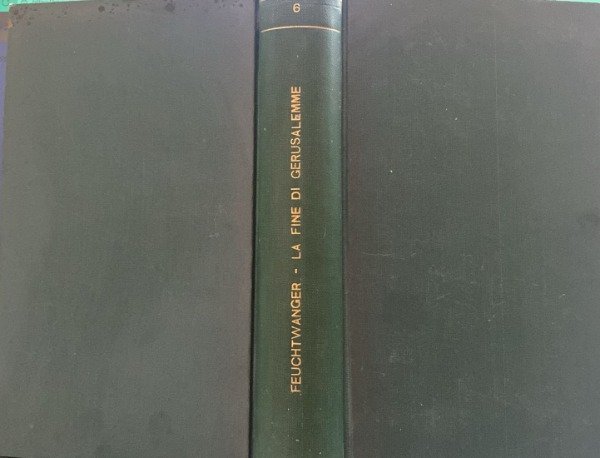 6
FEUCHTWANGER - LA FINE DI GERUSALEMME